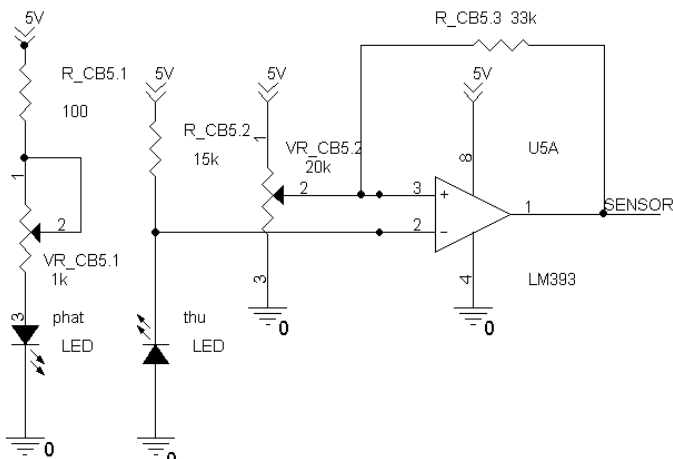 R_CB5.3 33k
5V
5V
5V
5V
R_CB5.1
100
R_CB5.2
15k
1
VR_CB5.2
20k
8
U5A
1
2
3
+
1
SENSOR
2
2
-
VR_CB5.1
1k
3
4
LM393
3
phat
LED
thu
LED
0
0
0
0